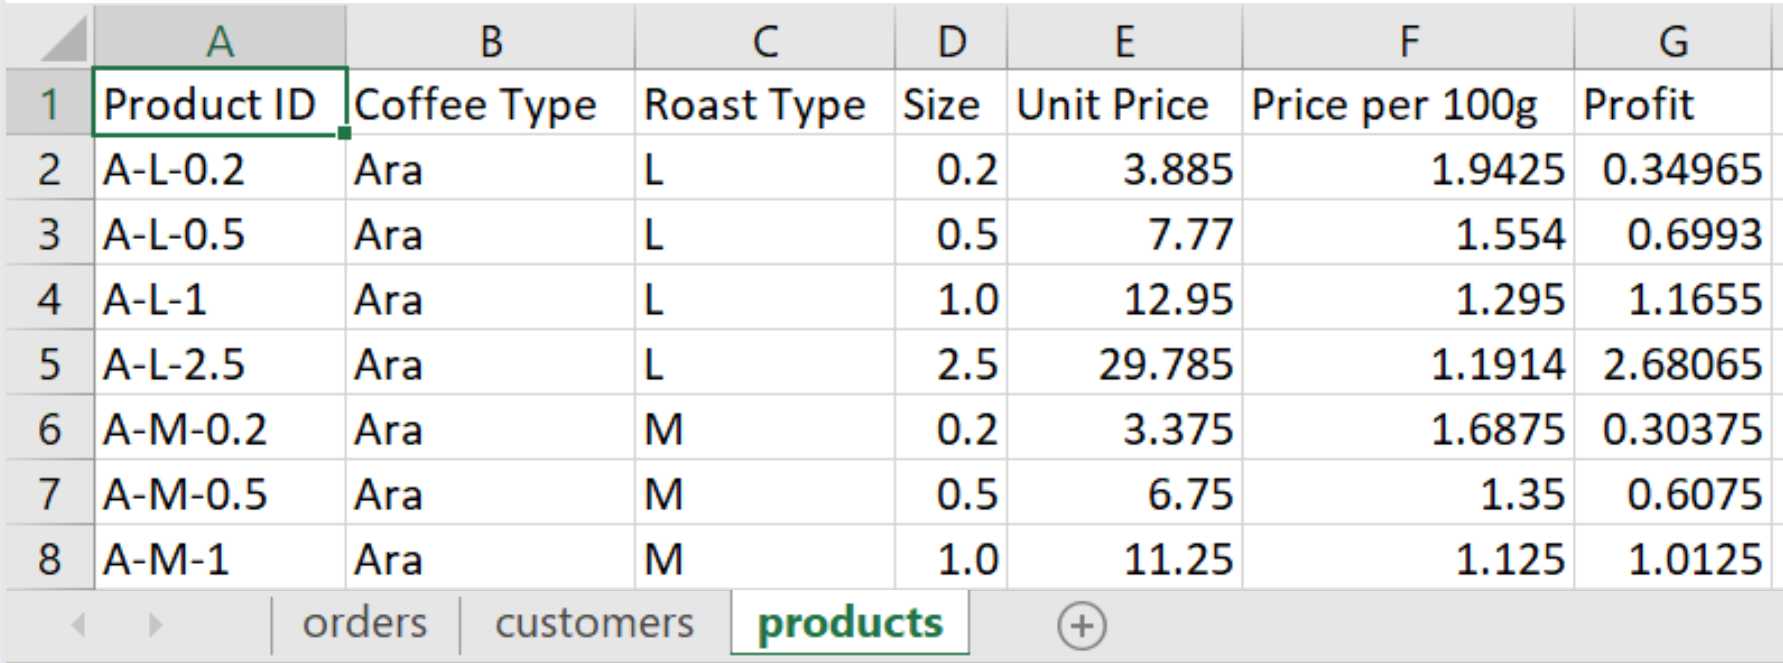 A B C D E F G
1 Product ID Coffee Type Roast Type Size Unit Price Price per 100g Profit
2 A-L-0.2 Ara L 0.2 3.885 1.9425 0.34965
3 A-L-0.5 Ara L 0.5 7.77 1.554 0.6993
4 A-L-1 Ara L 1.0 12.95 1.295 1.1655
5 A-L-2.5 Ara L 2.5 29.785 1.1914 2.68065
6 A-M-0.2 Ara M 0.2 3.375 1.6875 0.30375
7 A-M-0.5 Ara M 0.5 6.75 1.35 0.6075
8 A-M-1 Ara M 1.0 11.25 1.125 1.0125
orders customers products